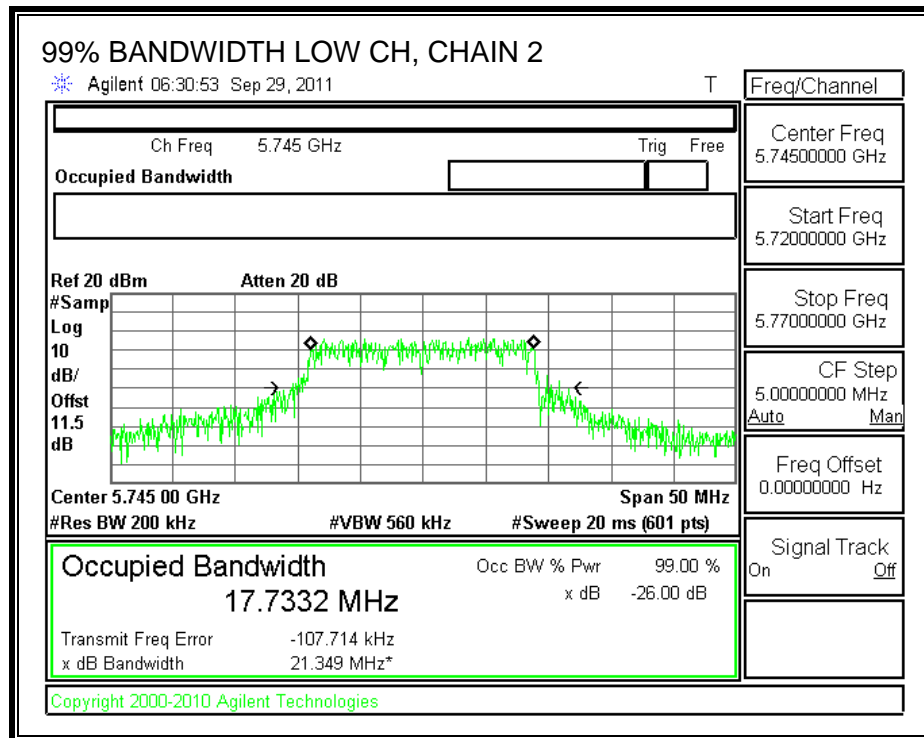 99% BANDWIDTH LOW CH, CHAIN 2
Agilent 06:30:53 Sep 29, 2011 T
Ch Freq 5.745 GHz Trig Free
Occupied Bandwidth
Ref 20 dBm Atten 20 dB
#Samp
Log
10
dB/
Offst
11.5
dB
Center 5.745 00 GHz Span 50 MHz
#Res BW 200 kHz #VBW 560 kHz #Sweep 20 ms (601 pts)
Occupied Bandwidth Occ BW % Pwr 99.00 %
17.7332 MHz x dB -26.00 dB
Transmit Freq Error -107.714 kHz
x dB Bandwidth 21.349 MHz*
Copyright 2000-2010 Agilent Technologies
Freq/Channel
Center Freq
5.74500000 GHz
Start Freq
5.72000000 GHz
Stop Freq
5.77000000 GHz
CF Step
5.00000000 MHz
Auto Man
Freq Offset
0.00000000 Hz
Signal Track
On Off